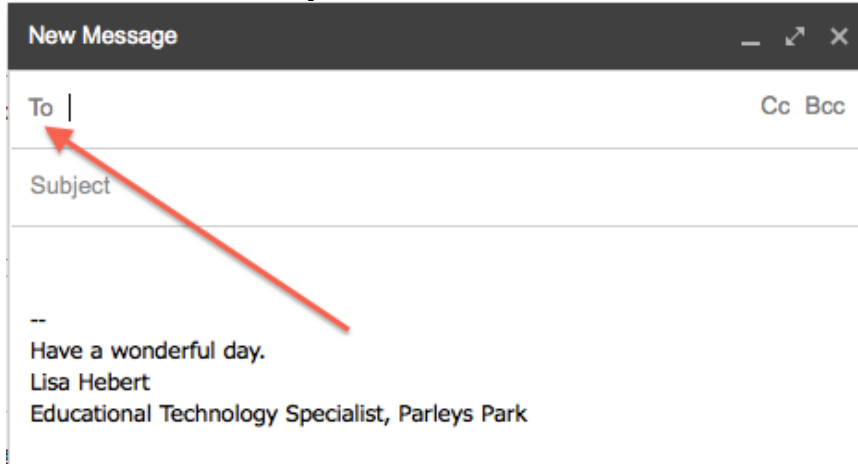 New Message
To Cc Bcc
Subject
--
Have a wonderful day.
Lisa Hebert
Educational Technology Specialist, Parleys Park